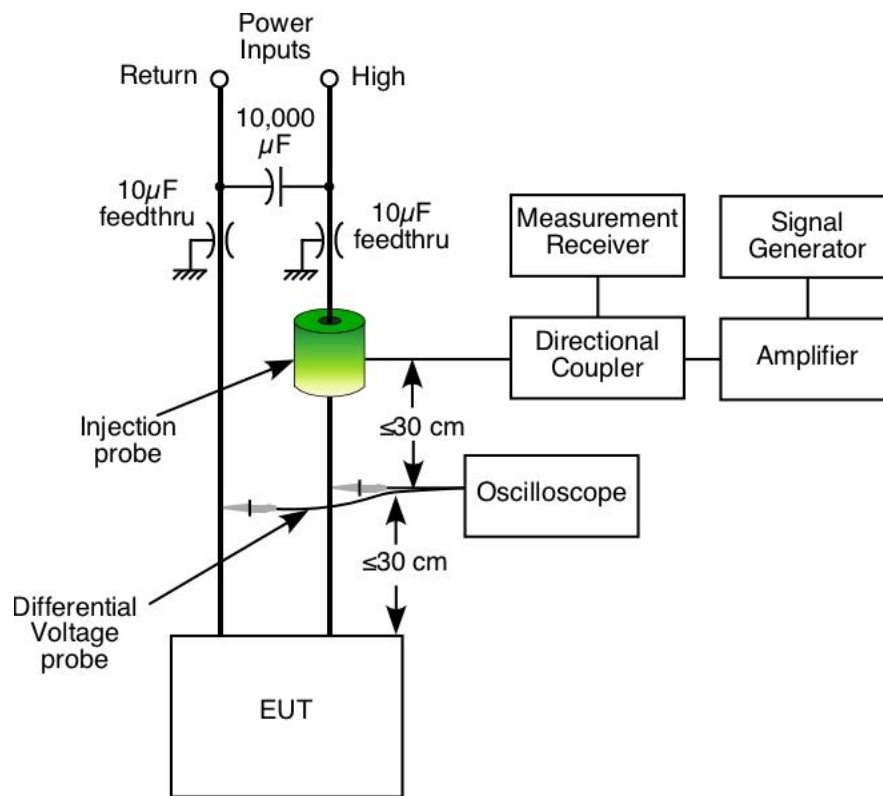 Power
Inputs
Return
High
10,000
µF
10µF
feedthru
10µF
feedthru
Measurement
Receiver
Signal
Generator
Directional
Coupler
Amplifier
Injection
probe
≤30 cm
Oscilloscope
≤30 cm
Differential
Voltage
probe
EUT